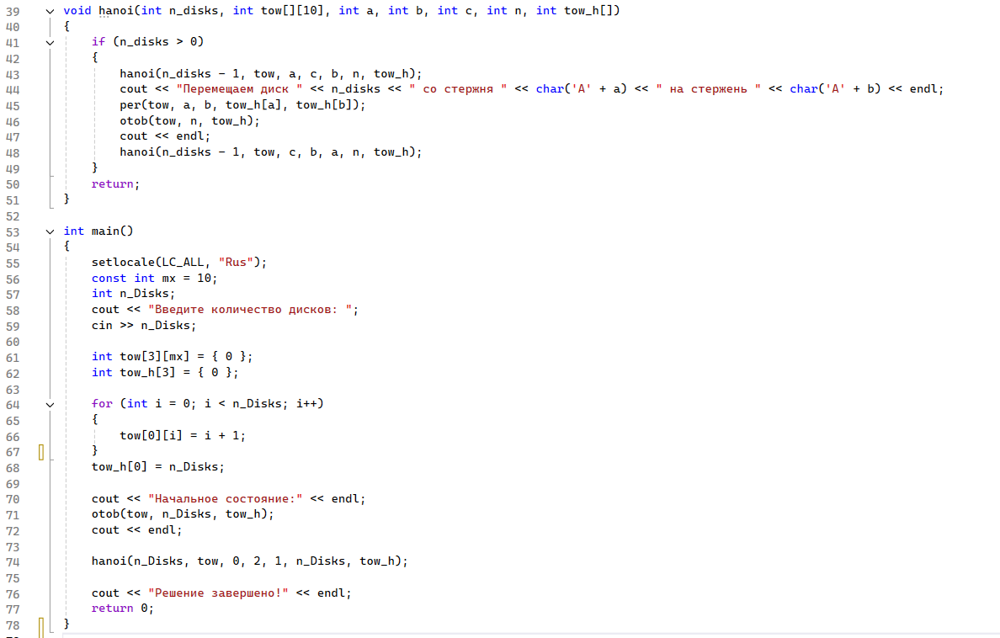 39 void hanoi(int n_disks, int tow[][10], int a, int b, int c, int n, int tow_h[])
40 {
41 if (n_disks > 0)
42 {
43 hanoi(n_disks - 1, tow, a, c, b, n, tow_h);
44 cout << "Перемещаем диск " << n_disks << " со стержня " << char('A' + a) << " на стержень " << char('A' + b) << endl;
45 per(tow, a, b, tow_h[a], tow_h[b]);
46 otob(tow, n, tow_h);
47 cout << endl;
48 hanoi(n_disks - 1, tow, c, b, a, n, tow_h);
49 }
50 return;
51 }
52
53 int main()
54 {
55 setlocale(LC_ALL, "Rus");
56 const int mx = 10;
57 int n_Disks;
58 cout << "Введите количество дисков: ";
59 cin >> n_Disks;
60
61 int tow[3][mx] = { 0 };
62 int tow_h[3] = { 0 };
63
64 for (int i = 0; i < n_Disks; i++)
65 {
66 tow[0][i] = i + 1;
67 }
68 tow_h[0] = n_Disks;
69
70 cout << "Начальное состояние:" << endl;
71 otob(tow, n_Disks, tow_h);
72 cout << endl;
73
74 hanoi(n_Disks, tow, 0, 2, 1, n_Disks, tow_h);
75
76 cout << "Решение завершено!" << endl;
77 return 0;
78 }